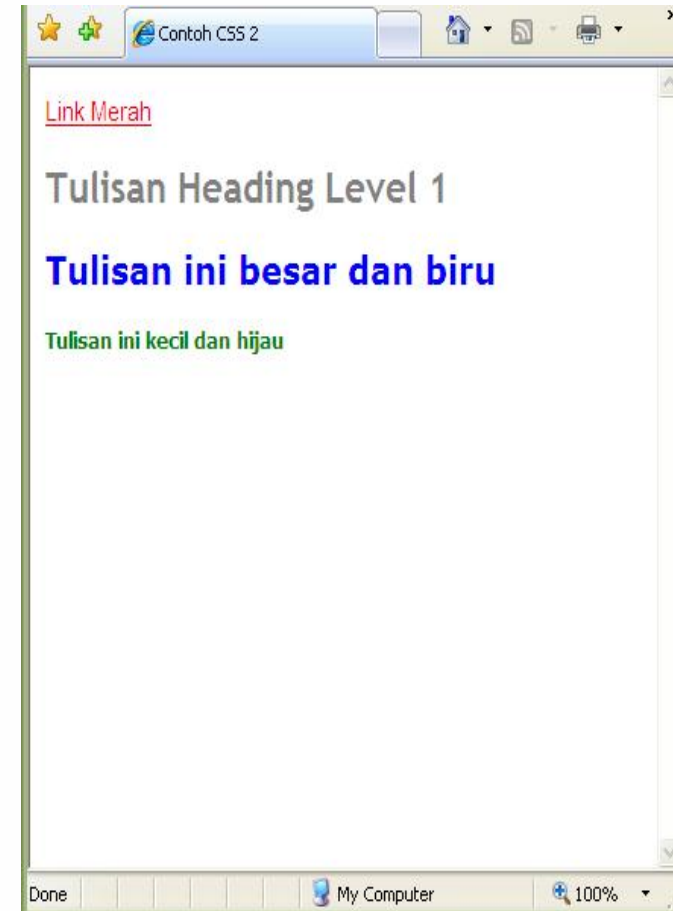 Contoh CSS 2
Link Merah
Tulisan Heading Level 1
Tulisan ini besar dan biru
Tulisan ini kecil dan hijau
Done
My Computer
100%